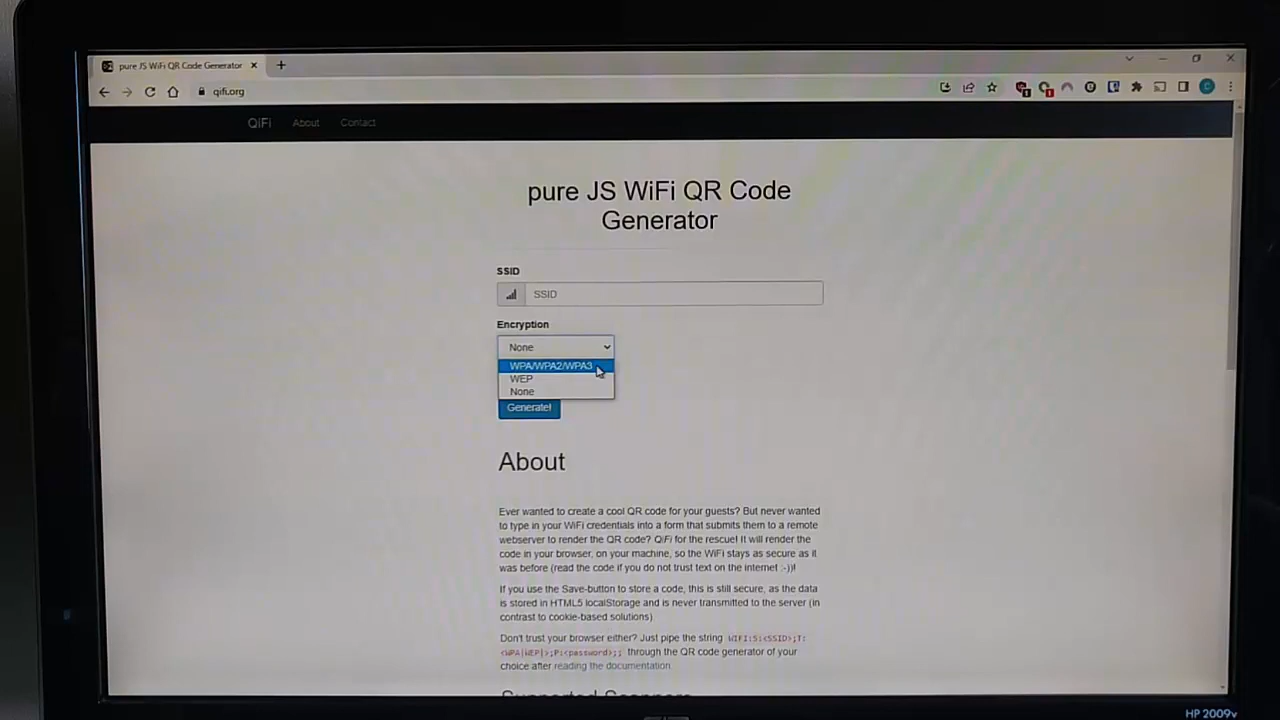 pure JS WiFi QR Code Generator
qifi.org
QiFi About Contact
pure JS WiFi QR Code
Generator
SSID
SSID
Encryption
None
WPA/WPA2/WPA3
WEP
None
Generate!
About
Ever wanted to create a cool QR code for your guests? But never wanted
to type in your WiFi credentials into a form that submits them to a remote
webserver to render the QR code? QiFi for the rescue! It will render the
code in your browser, on your machine, so the WiFi stays as secure as it
was before (read the code if you do not trust text on the internet :-))!
If you use the Save-button to store a code, this is still secure, as the data
is stored in HTML5 localStorage and is never transmitted to the server (in
contrast to cookie-based solutions).
Don't trust your browser either? Just pipe the string WIFI:S:<SSID>;T:
<WPA|WEP|>;P:<password>;; through the QR code generator of your
choice after reading the documentation.
Supported Scanners
HP 2009v